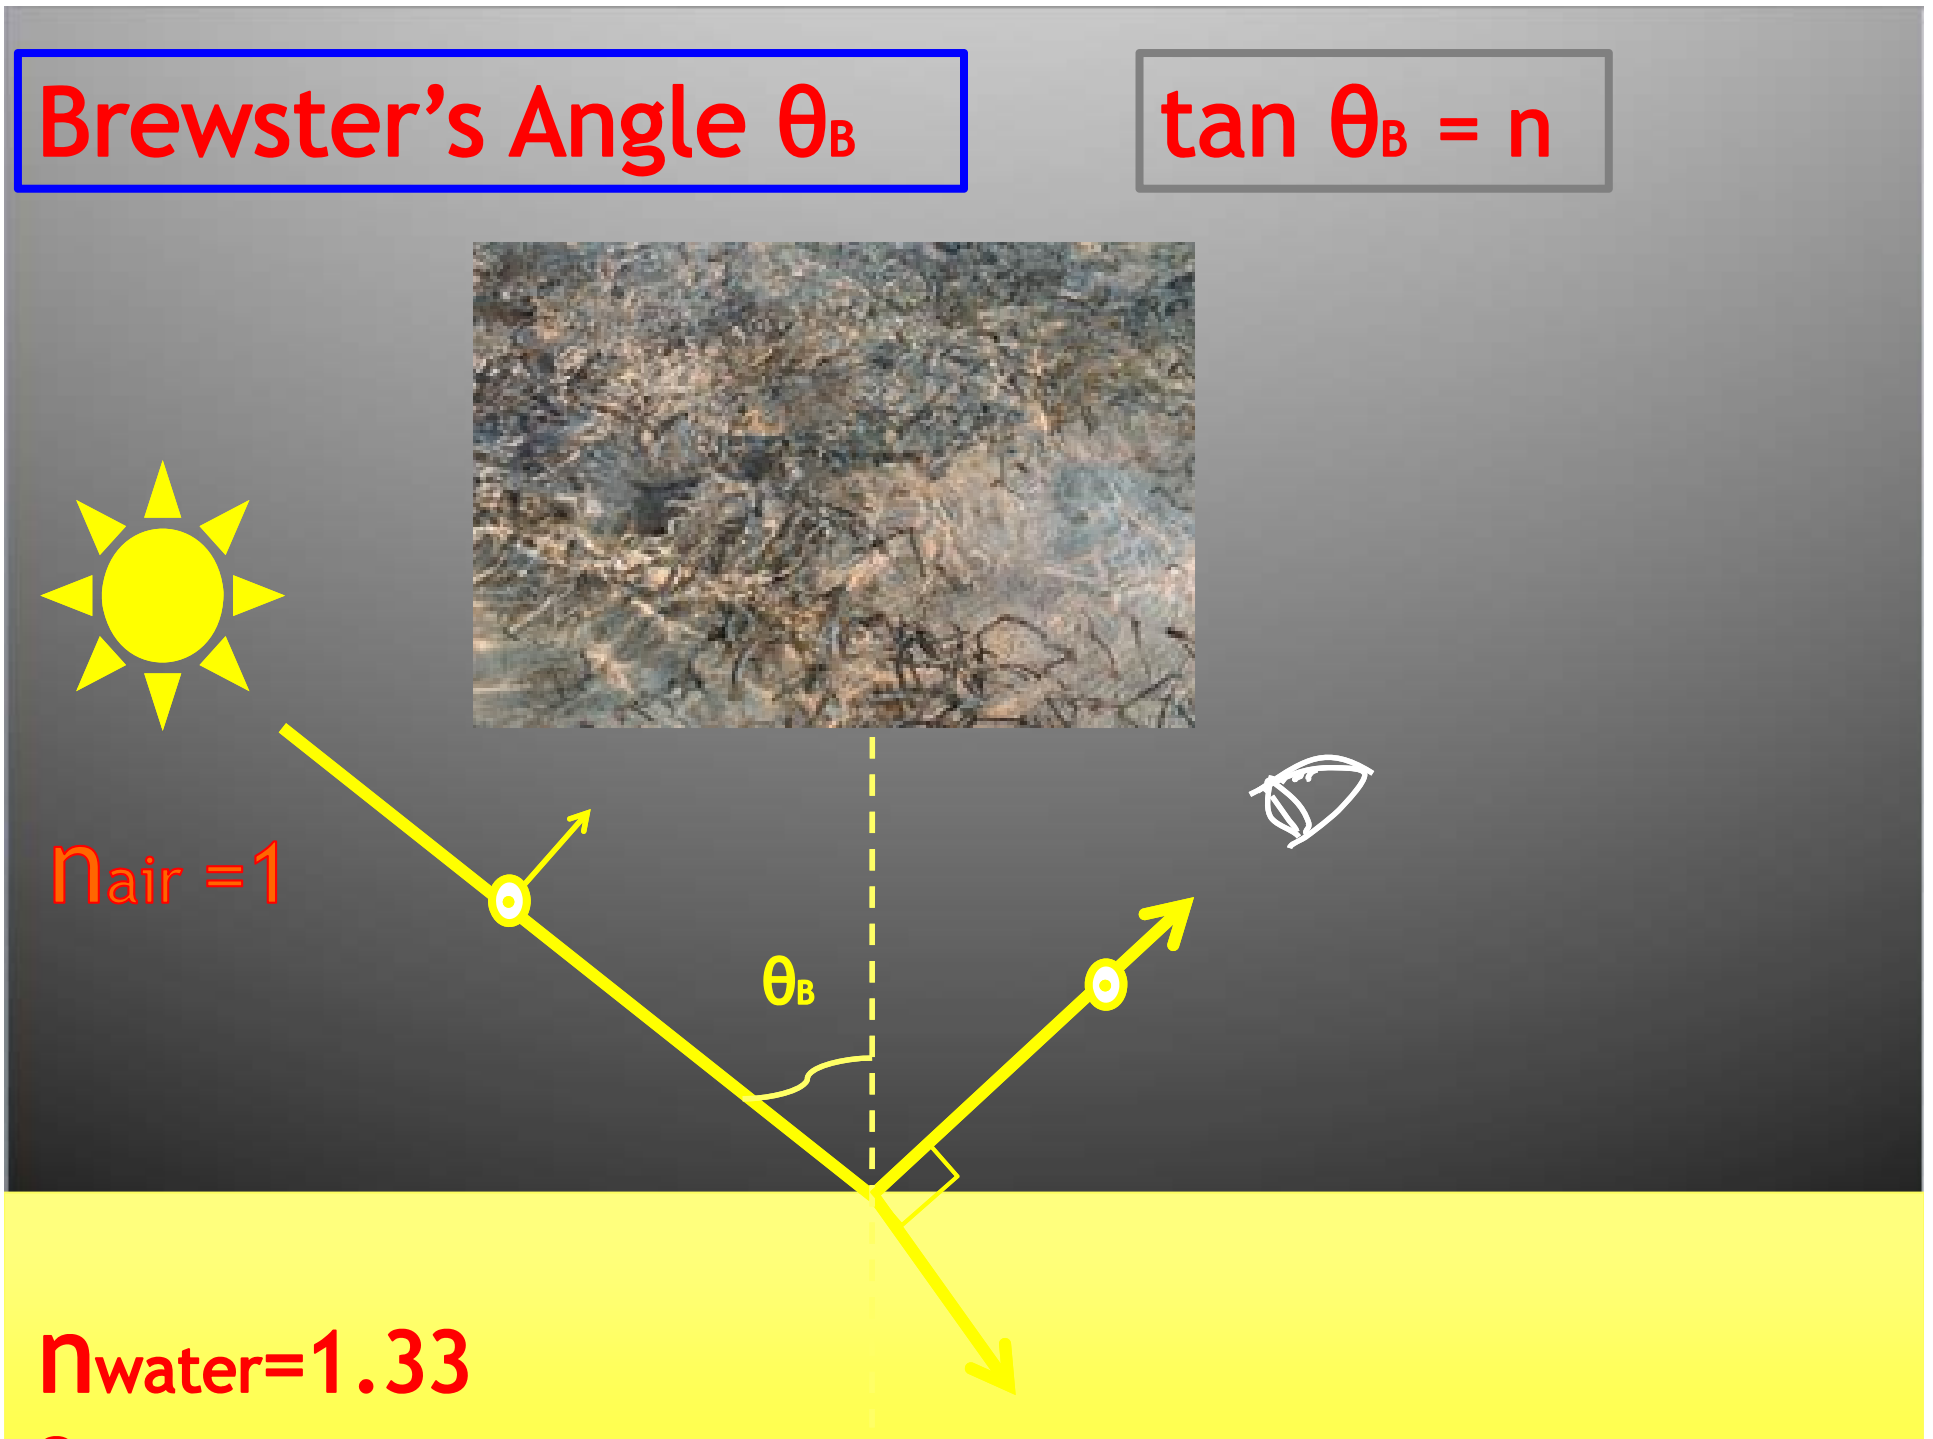 Brewster’s Angle θB
tan θB = n
nair =1
θB
nwater=1.33